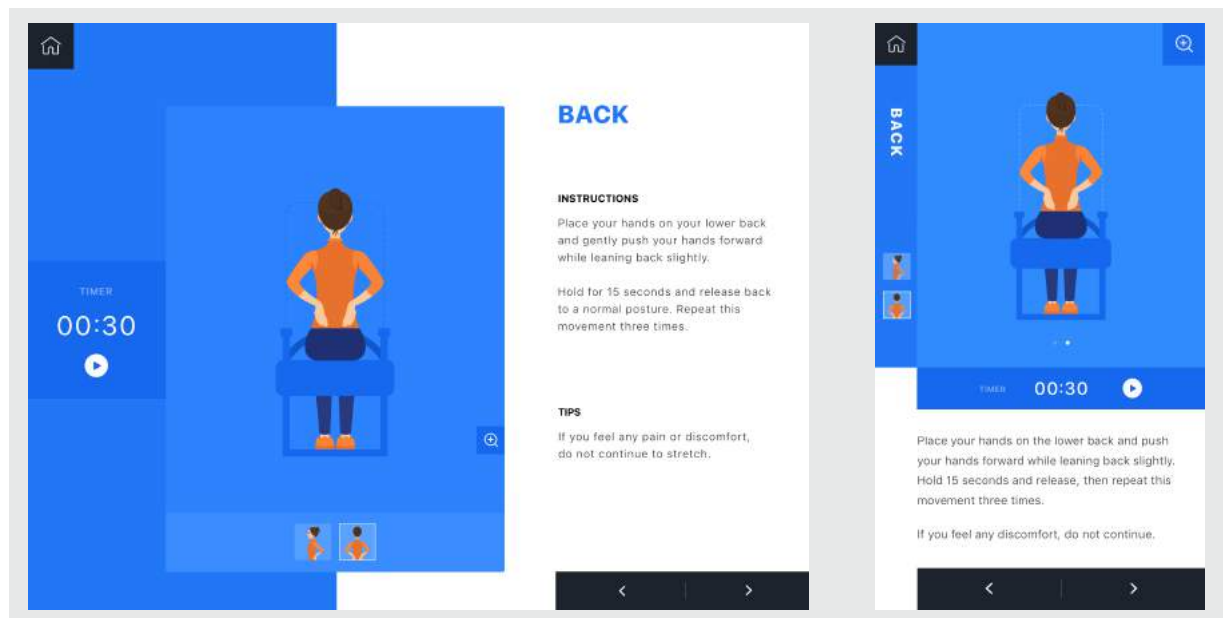 TIMER
00:30
BACK
INSTRUCTIONS
Place your hands on your lower back
and gently push your hands forward
while leaning back slightly.
Hold for 15 seconds and release back
to a normal posture. Repeat this
movement three times.
TIPS
If you feel any pain or discomfort,
do not continue to stretch.
BACK
TIMER 00:30
Place your hands on the lower back and push
your hands forward while leaning back slightly.
Hold 15 seconds and release, then repeat this
movement three times.
If you feel any discomfort, do not continue.